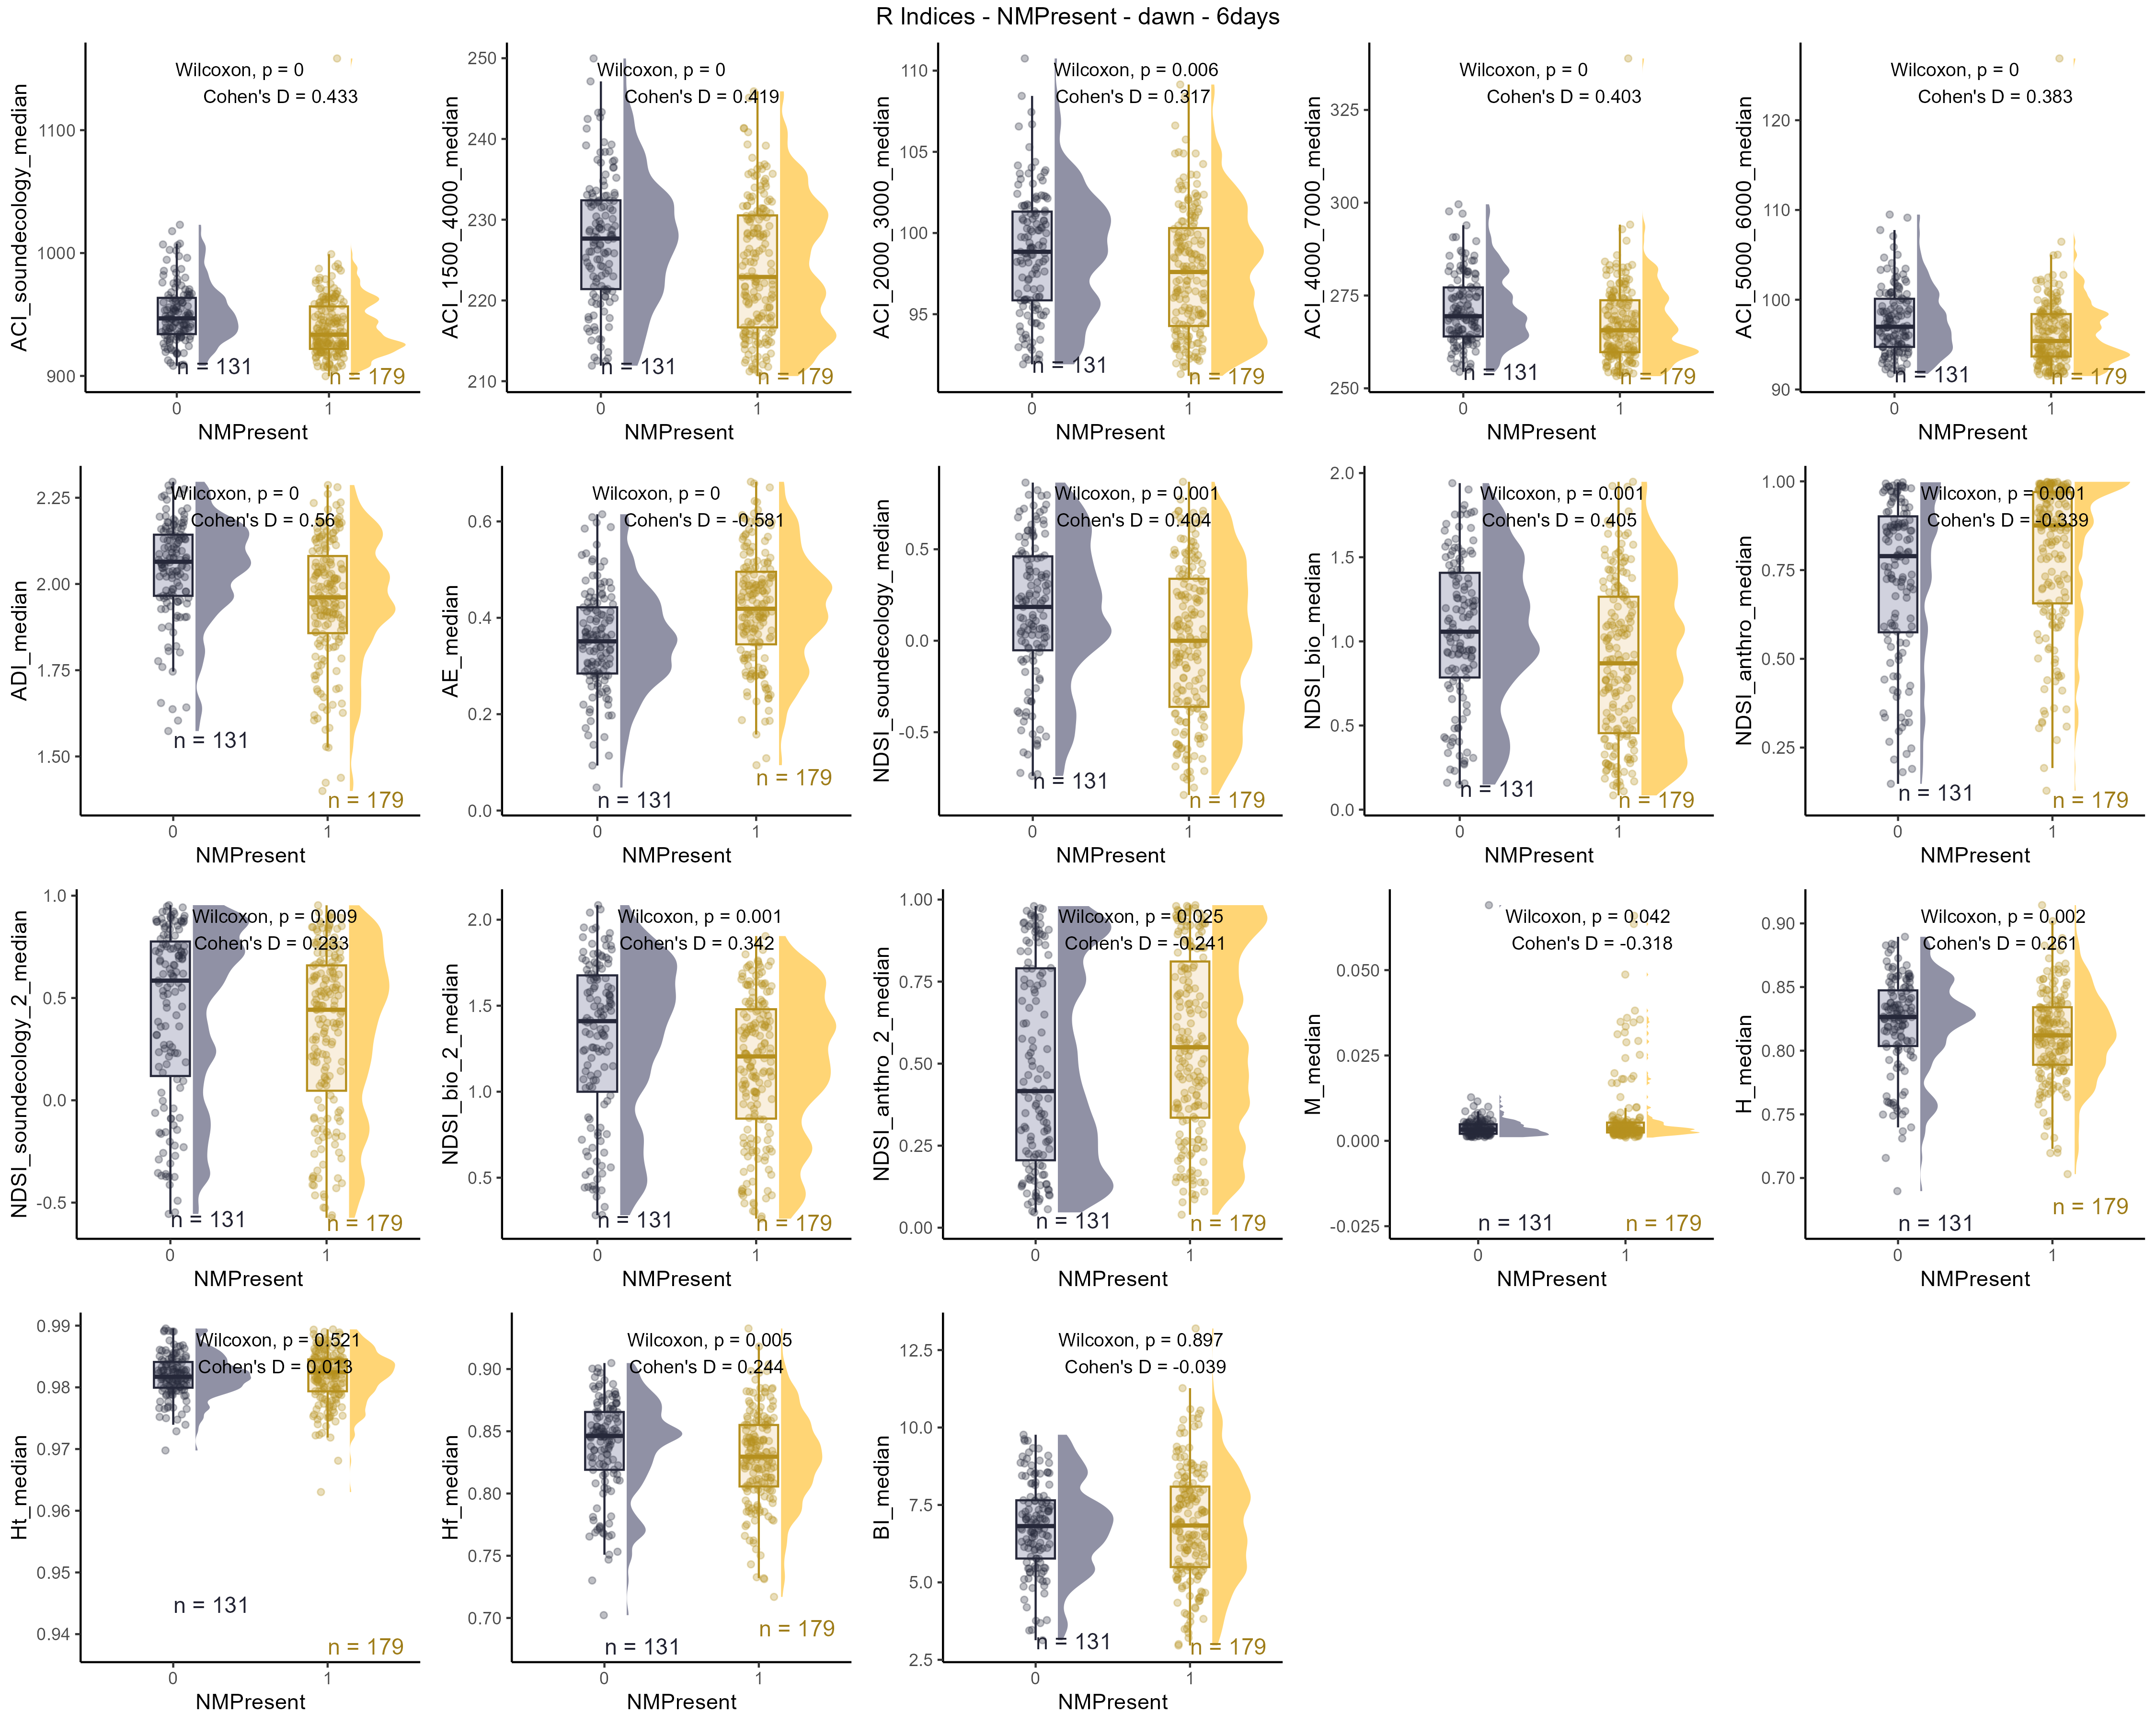 R Indices - NMPresent - dawn - 6days
ACI_soundecology_median
Wilcoxon, p = 0
Cohen's D = 0.433
1100
1000
900
n = 131
n = 179
0
1
NMPresent
ACI_1500_4000_median
Wilcoxon, p = 0
Cohen's D = 0.419
250
240
230
220
210
n = 131
n = 179
0
1
NMPresent
ACI_2000_3000_median
Wilcoxon, p = 0.006
Cohen's D = 0.317
110
105
100
95
n = 131
n = 179
0
1
NMPresent
ACI_4000_7000_median
Wilcoxon, p = 0
Cohen's D = 0.403
325
300
275
250
n = 131
n = 179
0
1
NMPresent
ACI_5000_6000_median
Wilcoxon, p = 0
Cohen's D = 0.383
120
110
100
90
n = 131
n = 179
0
1
NMPresent
ADI_median
Wilcoxon, p = 0
Cohen's D = 0.56
2.25
2.00
1.75
1.50
n = 131
n = 179
0
1
NMPresent
AE_median
Wilcoxon, p = 0
Cohen's D = -0.581
0.6
0.4
0.2
0.0
n = 131
n = 179
0
1
NMPresent
NDSI_soundecology_median
Wilcoxon, p = 0.001
Cohen's D = 0.404
0.5
0.0
-0.5
n = 131
n = 179
0
1
NMPresent
NDSI_bio_median
Wilcoxon, p = 0.001
Cohen's D = 0.405
2.0
1.5
1.0
0.5
0.0
n = 131
n = 179
0
1
NMPresent
NDSI_anthro_median
Wilcoxon, p = 0.001
Cohen's D = -0.339
1.00
0.75
0.50
0.25
n = 131
n = 179
0
1
NMPresent
NDSI_soundecology_2_median
Wilcoxon, p = 0.009
Cohen's D = 0.233
1.0
0.5
0.0
-0.5
n = 131
n = 179
0
1
NMPresent
NDSI_bio_2_median
Wilcoxon, p = 0.001
Cohen's D = 0.342
2.0
1.5
1.0
0.5
n = 131
n = 179
0
1
NMPresent
NDSI_anthro_2_median
Wilcoxon, p = 0.025
Cohen's D = -0.241
1.00
0.75
0.50
0.25
0.00
n = 131
n = 179
0
1
NMPresent
M_median
Wilcoxon, p = 0.042
Cohen's D = -0.318
0.050
0.025
0.000
-0.025
n = 131
n = 179
0
1
NMPresent
H_median
Wilcoxon, p = 0.002
Cohen's D = 0.261
0.90
0.85
0.80
0.75
0.70
n = 131
n = 179
0
1
NMPresent
Ht_median
Wilcoxon, p = 0.521
Cohen's D = 0.013
0.99
0.98
0.97
0.96
0.95
0.94
n = 131
n = 179
0
1
NMPresent
Hf_median
Wilcoxon, p = 0.005
Cohen's D = 0.244
0.90
0.85
0.80
0.75
0.70
n = 131
n = 179
0
1
NMPresent
BI_median
Wilcoxon, p = 0.897
Cohen's D = -0.039
12.5
10.0
7.5
5.0
2.5
n = 131
n = 179
0
1
NMPresent